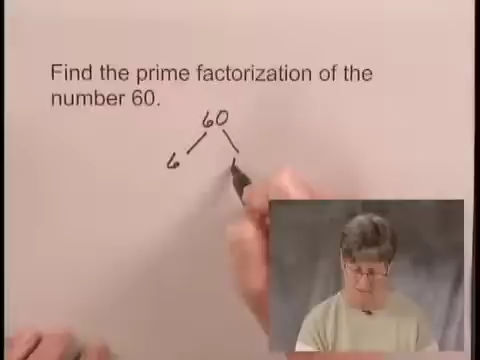 Find the prime factorization of the
number 60.
60
6